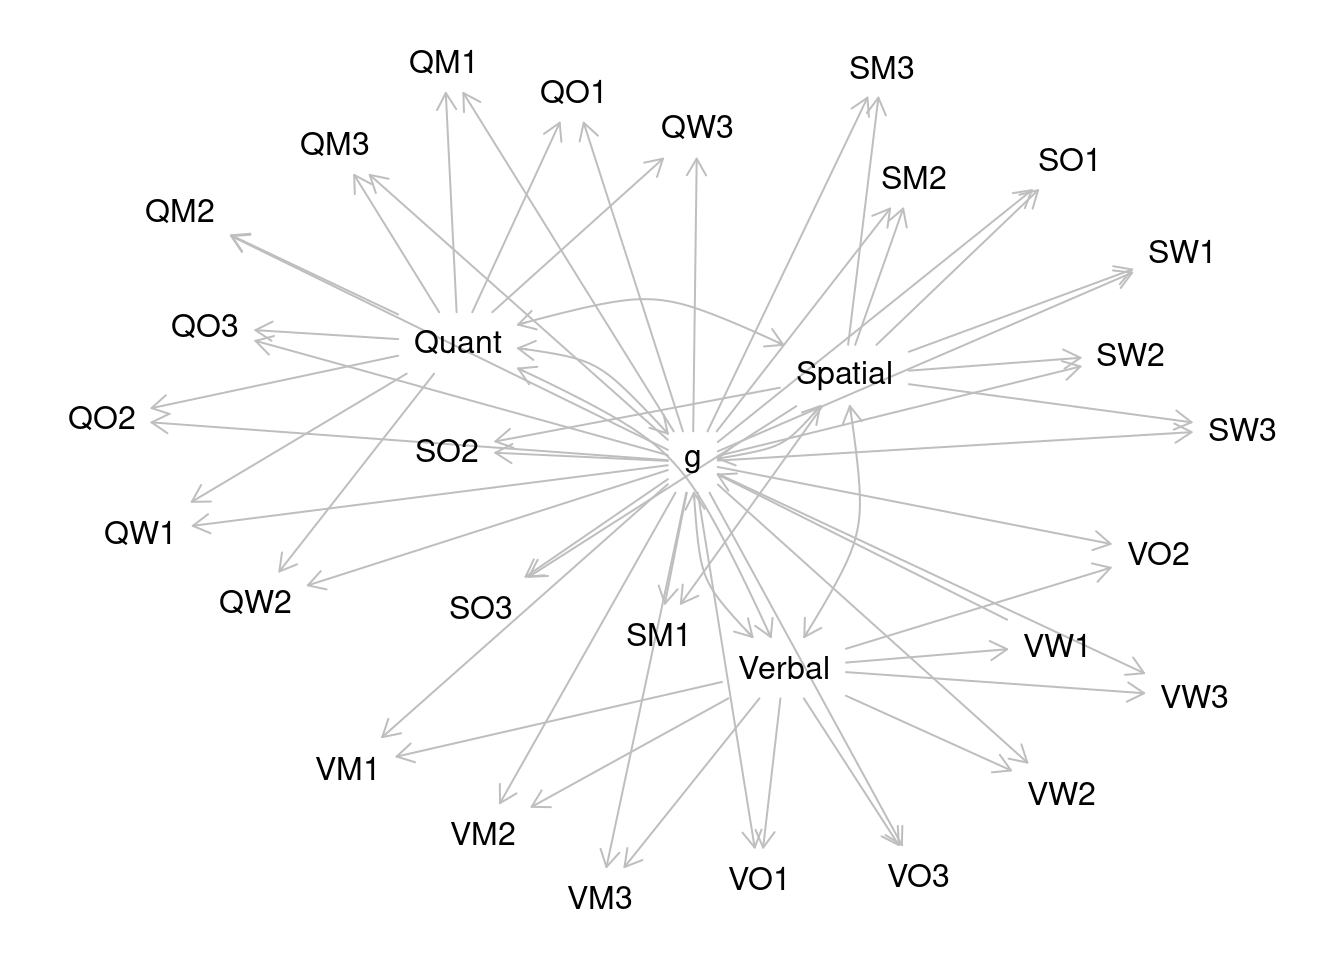 QM1
SM3
QO1
QW3
QM3
SO1
SM2
QM2
SW1
QO3
Quant
SW2
Spatial
QO2
SW3
SO2
g
QW1
VO2
QW2
SO3
SM1
VW1
Verbal
VW3
VM1
VW2
VM2
VO3
VO1
VM3